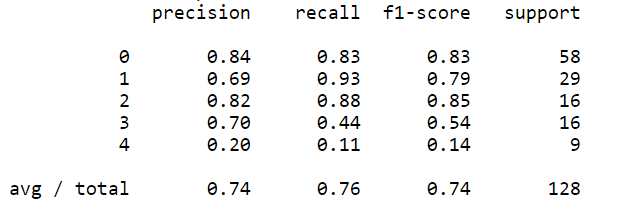 precision recall f1-score support
0 0.84 0.83 0.83 58
1 0.69 0.93 0.79 29
2 0.82 0.88 0.85 16
3 0.70 0.44 0.54 16
4 0.20 0.11 0.14 9
avg / total 0.74 0.76 0.74 128